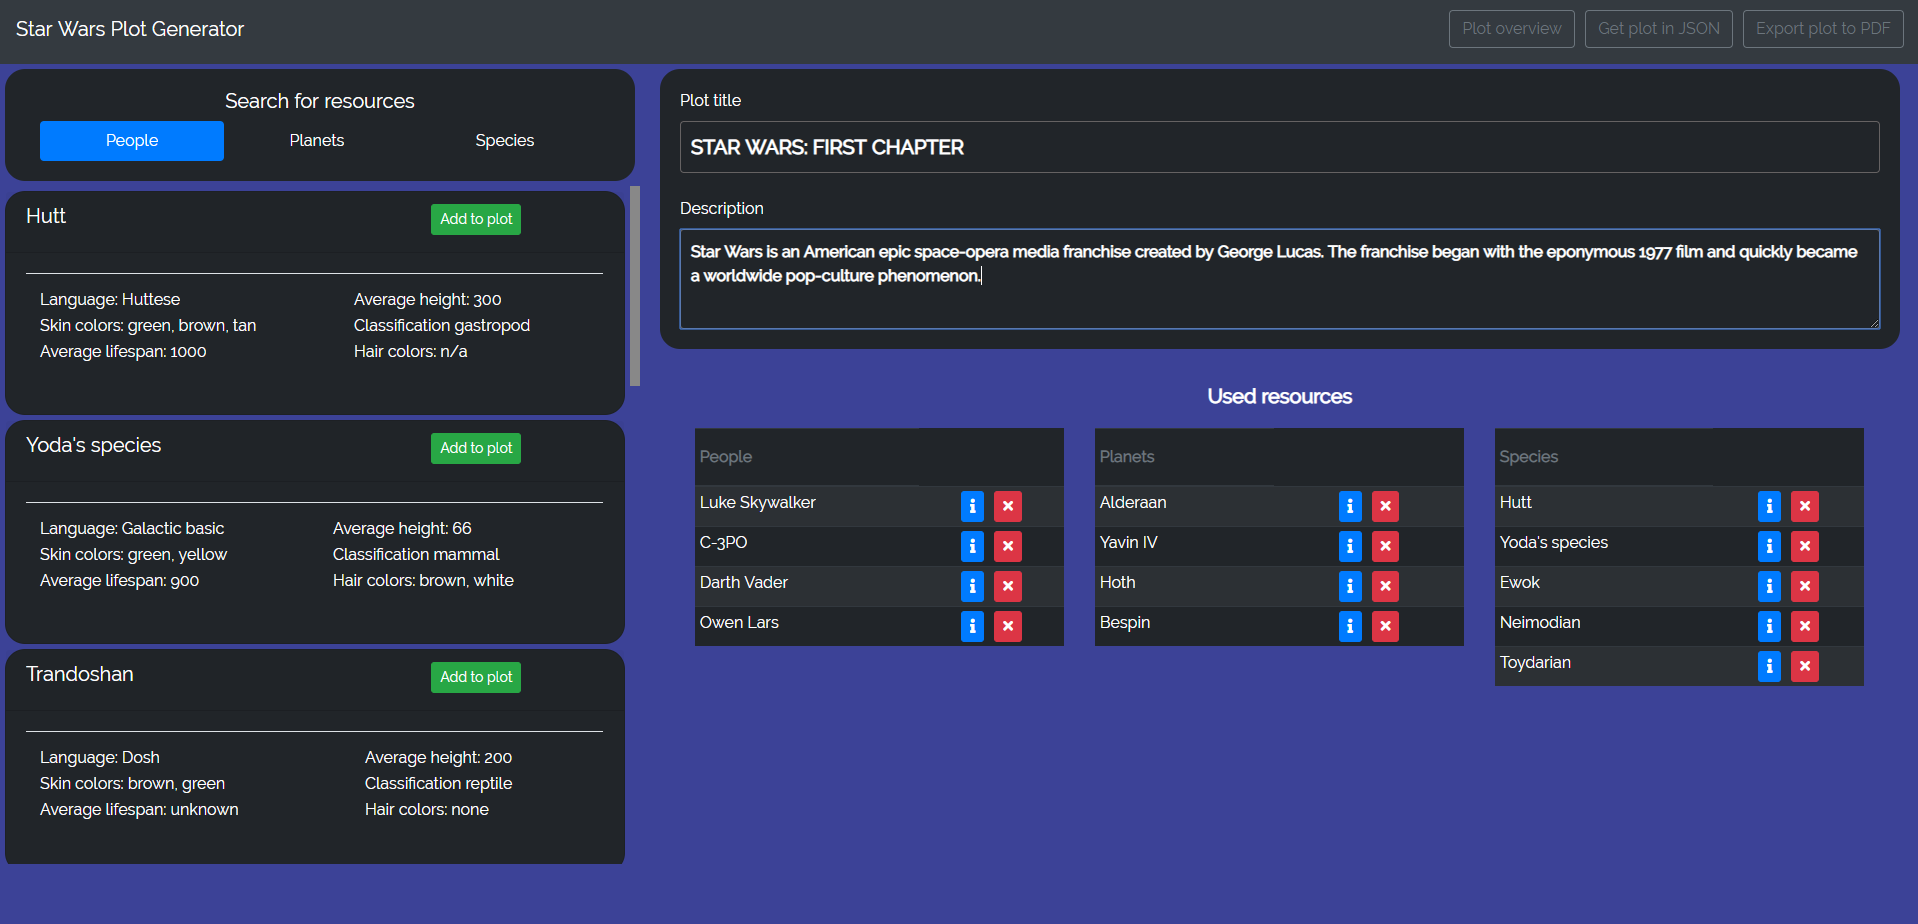 Star Wars Plot Generator
Plot overview
Get plot in JSON
Export plot to PDF
Search for resources
People
Planets
Species
Hutt
Add to plot
Language: Huttese
Skin colors: green, brown, tan
Average lifespan: 1000
Average height: 300
Classification gastropod
Hair colors: n/a
Yoda's species
Add to plot
Language: Galactic basic
Skin colors: green, yellow
Average lifespan: 900
Average height: 66
Classification mammal
Hair colors: brown, white
Trandoshan
Add to plot
Language: Dosh
Skin colors: brown, green
Average lifespan: unknown
Average height: 200
Classification reptile
Hair colors: none
Plot title
STAR WARS: FIRST CHAPTER
Description
Star Wars is an American epic space-opera media franchise created by George Lucas. The franchise began with the eponymous 1977 film and quickly became
a worldwide pop-culture phenomenon.
Used resources
People
Luke Skywalker
C-3PO
Darth Vader
Owen Lars
Planets
Alderaan
Yavin IV
Hoth
Bespin
Species
Hutt
Yoda's species
Ewok
Neimodian
Toydarian